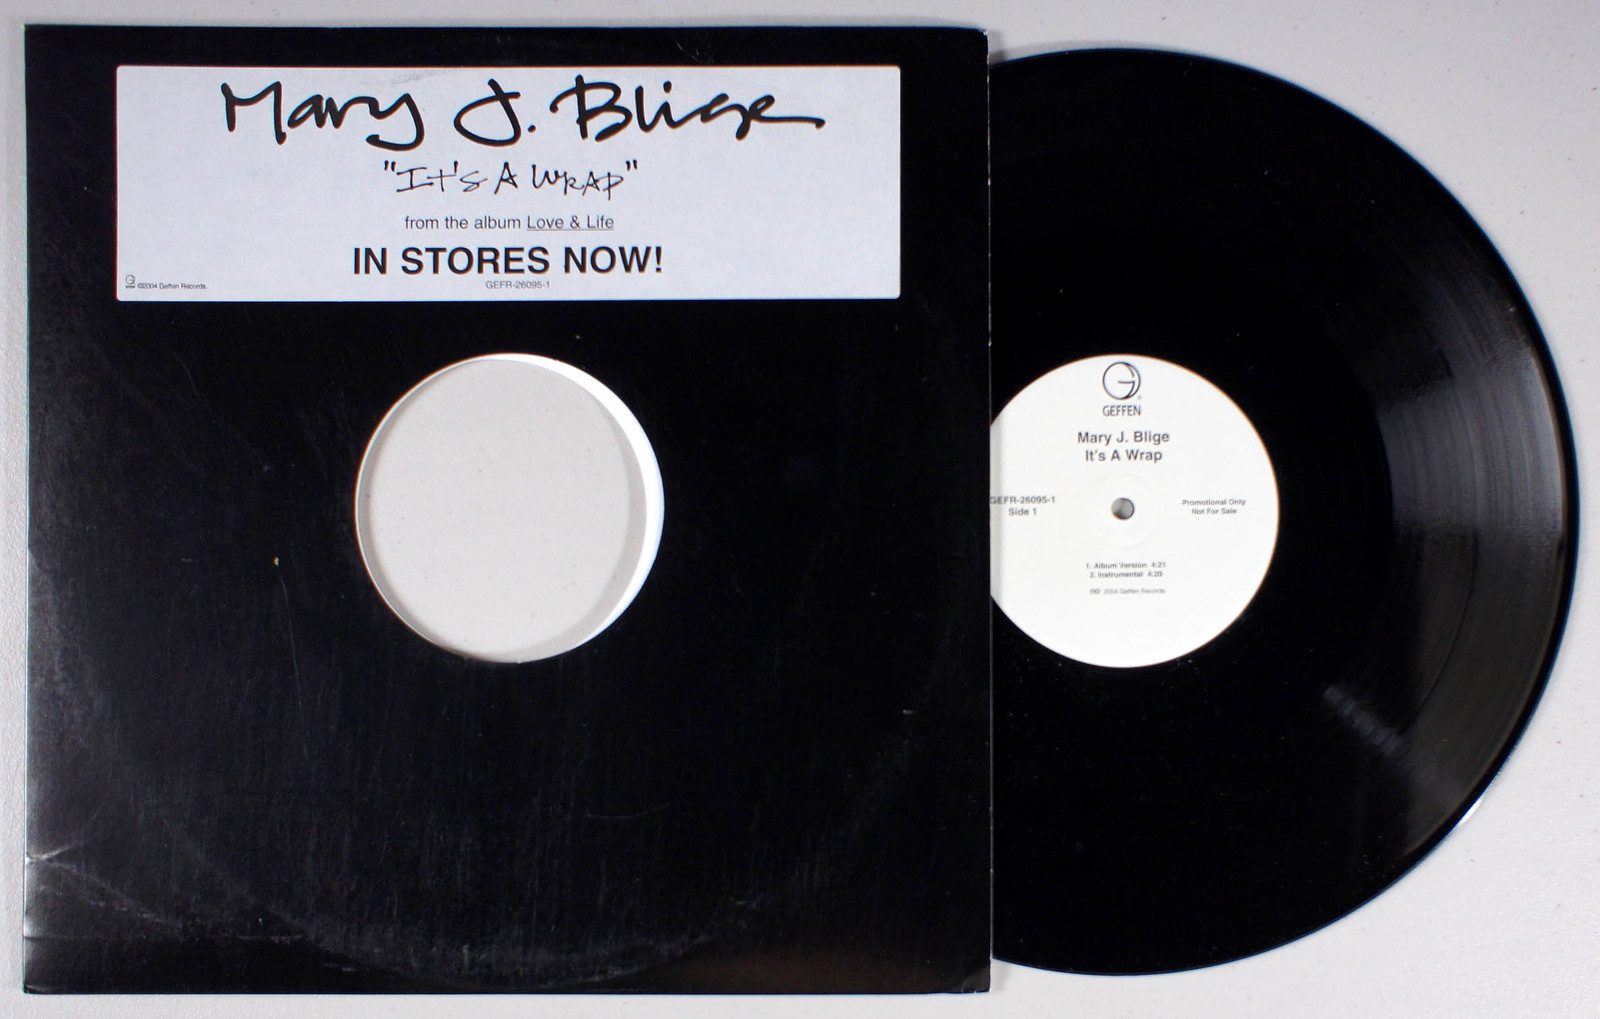 Mary J. Blige
"It's A Wrap"
from the album Love & Life
IN STORES NOW!
©2004 Geffen Records.
GEFR-26095-1
GEFFEN
Mary J. Blige
It's A Wrap
GEFR-26095-1
Side 1
Promotional Only
Not For Sale
1. Album Version 4:21
2. Instrumental 4:20
℗© 2004 Geffen Records